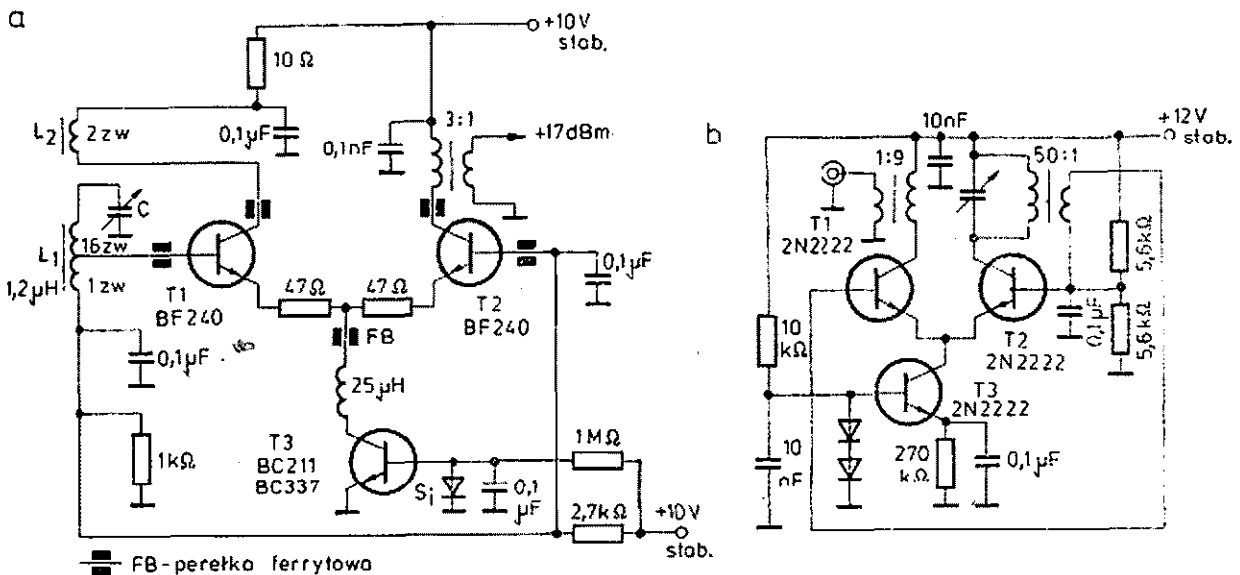 a
+10V
stab.
10 Ω
L2
2zw
0,1μF
3:1
0,1nF
+17dBm
C
L1
16zw
1,2μH
1zw
T1
BF240
47Ω
47Ω
T2
BF240
0,1μF
FB
0,1μF
25μH
1kΩ
T3
BC211
BC337
Si
0,1
μF
1MΩ
2,7kΩ
+10V
stab.
FB-perełka ferrytowa
b
+12V
stab.
10nF
1:9
50:1
T1
2N2222
5,6kΩ
10
kΩ
T2
2N2222
0,1μF
5,6kΩ
T3
2N2222
10
nF
270
kΩ
0,1μF